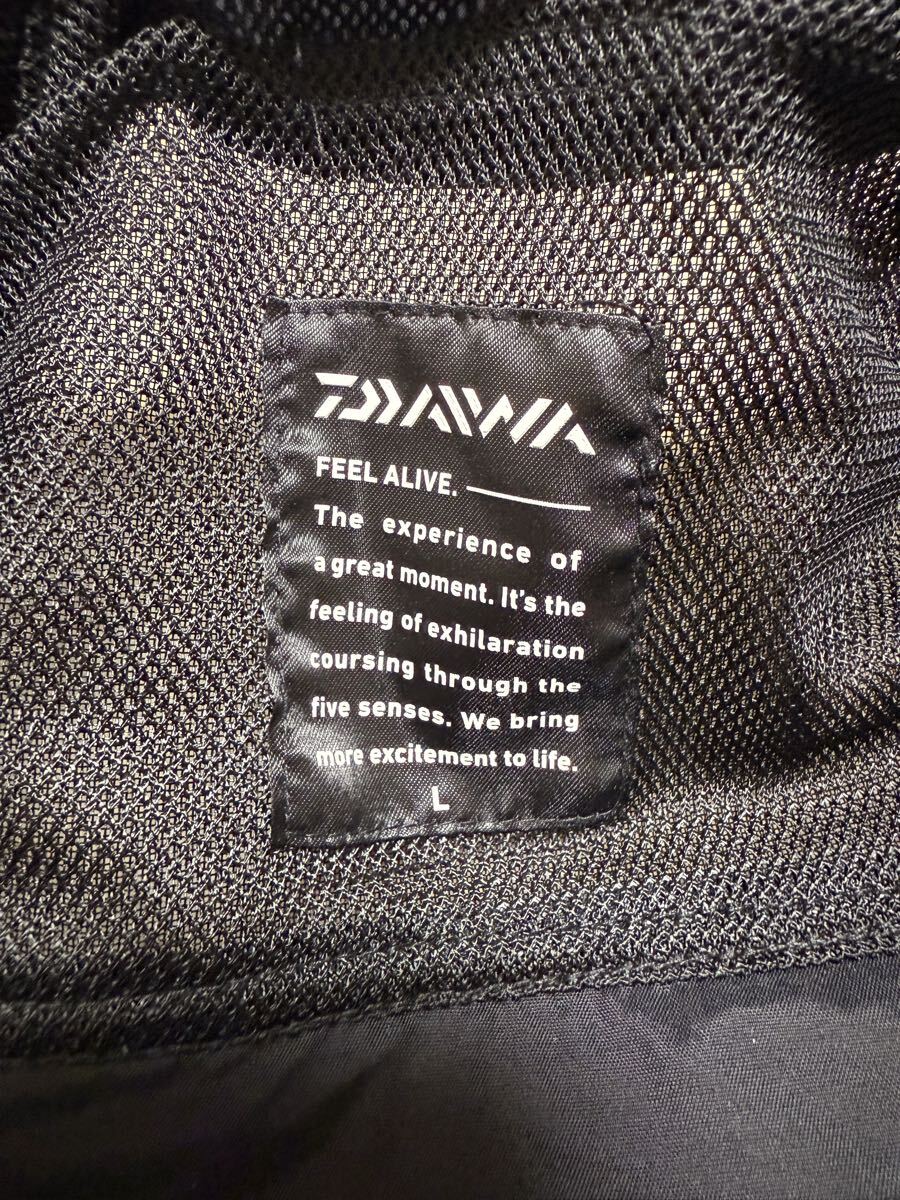 DAIWA
FEEL ALIVE.
The experience of
a great moment. It's the
feeling of exhilaration
coursing through the
five senses. We bring
more excitement to life.
L